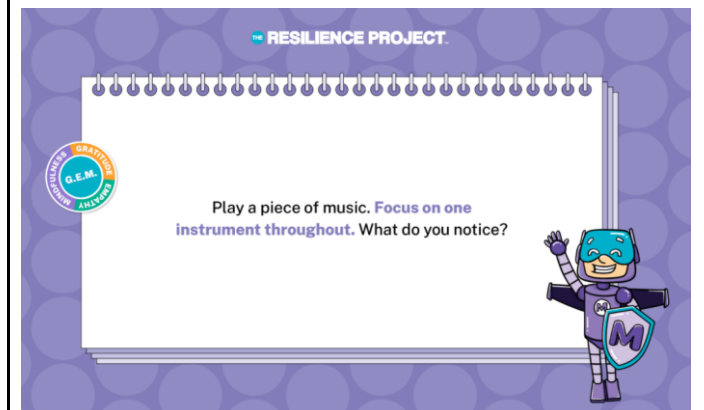 THE RESILIENCE PROJECT.
GRATITUDE
MINDFULNESS
G.E.M.
EMPATHY
Play a piece of music. Focus on one
instrument throughout. What do you notice?
M
M